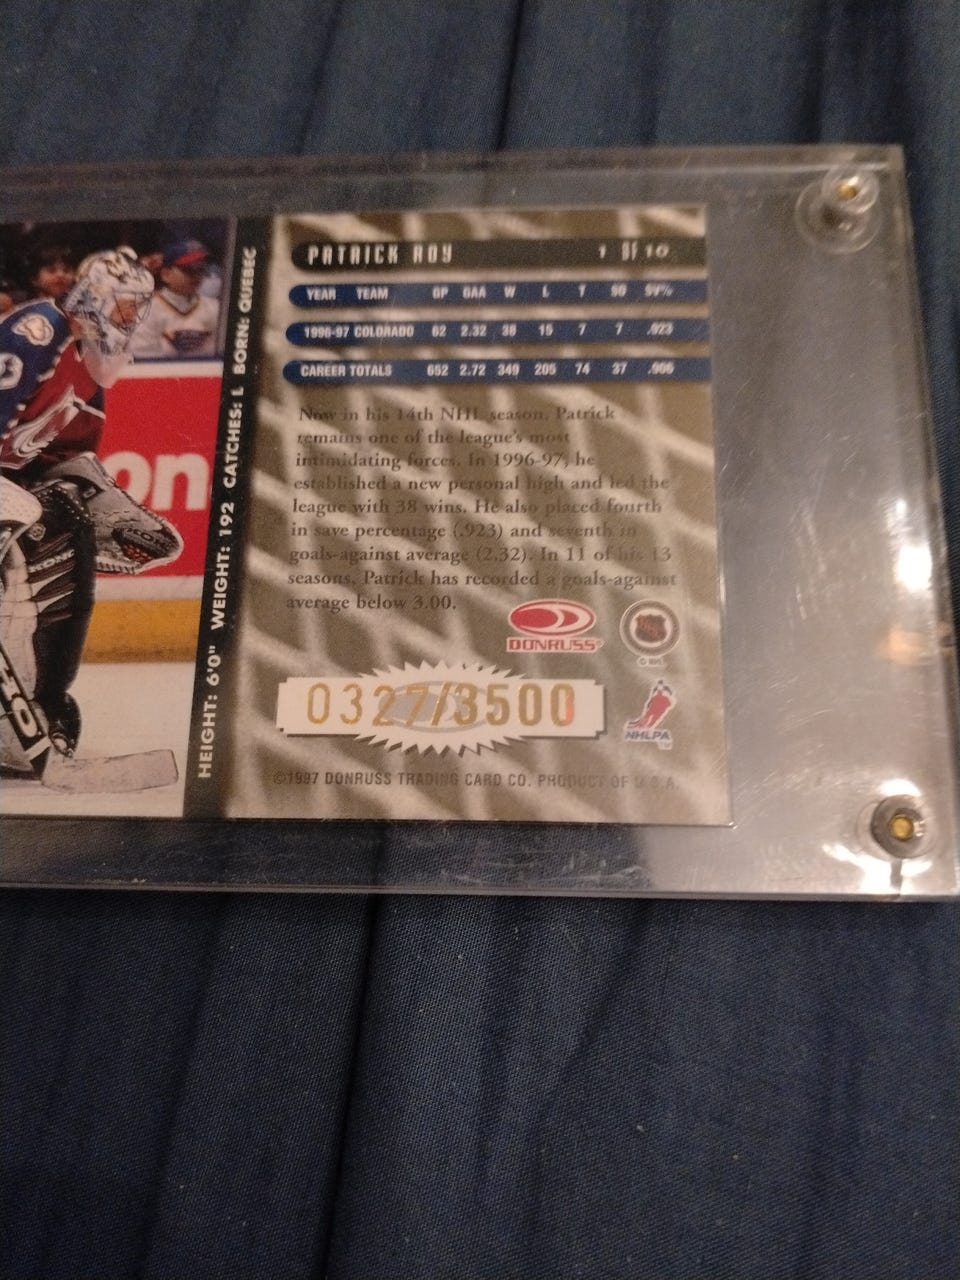 PATRICK ROY 1 OF 10
YEAR TEAM GP GAA W L T SO SV%
1996-97 COLORADO 62 2.32 38 15 7 7 .923
CAREER TOTALS 652 2.72 349 205 74 37 .906
Now in his 14th NHL season, Patrick
remains one of the league's most
intimidating forces. In 1996-97, he
established a new personal high and led the
league with 38 wins. He also placed fourth
in save percentage (.923) and seventh in
goals-against average (2.32). In 11 of his 13
seasons, Patrick has recorded a goals-against
average below 3.00.
DONRUSS
NHLPA
TM
0327/3500
©1997 DONRUSS TRADING CARD CO. PRODUCT OF U.S.A.
HEIGHT: 6'0" WEIGHT: 192 CATCHES: L BORN: QUEBEC
on
KOHO